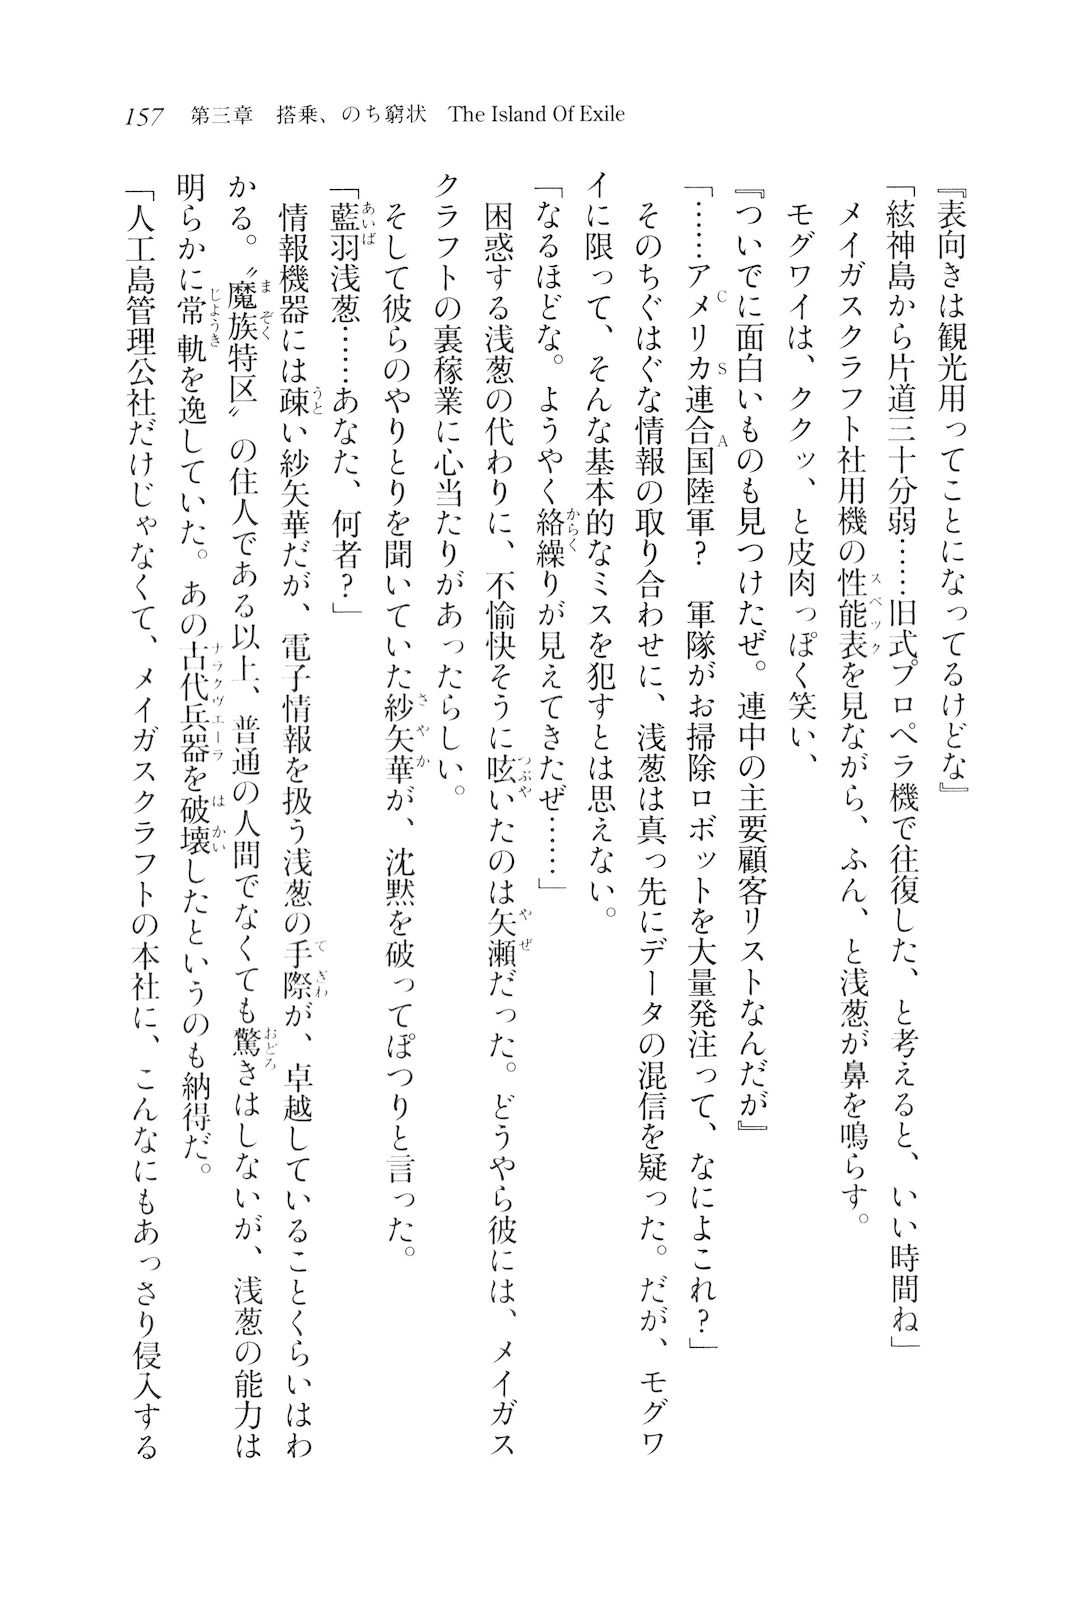 157　第三章　搭乗、のち窮状　The Island Of Exile
『表向きは観光用ってことになってるけどな』
「絃神島から片道三十分弱……旧式プロペラ機で往復した、と考えると、いい時間ね」
メイガスクラフト社用機の性能表を見ながら、ふん、と浅葱が鼻を鳴らす。
モグワイは、ククッ、と皮肉っぽく笑い、
『ついでに面白いものも見つけたぜ。連中の主要顧客リストなんだが』
「……アメリカ連合国陸軍？　軍隊がお掃除ロボットを大量発注って、なによこれ？」
そのちぐはぐな情報の取り合わせに、浅葱は真っ先にデータの混信を疑った。だが、モグワ
イに限って、そんな基本的なミスを犯すとは思えない。
「なるほどな。ようやく絡繰りが見えてきたぜ……」
困惑する浅葱の代わりに、不愉快そうに呟いたのは矢瀬だった。どうやら彼には、メイガス
クラフトの裏稼業に心当たりがあったらしい。
そして彼らのやりとりを聞いていた紗矢華が、沈黙を破ってぽつりと言った。
「藍羽浅葱……あなた、何者？」
情報機器には疎い紗矢華だが、電子情報を扱う浅葱の手際が、卓越していることくらいはわ
かる。〝魔族特区〟の住人である以上、普通の人間でなくても驚きはしないが、浅葱の能力は
明らかに常軌を逸していた。あの古代兵器を破壊したというのも納得だ。
「人工島管理公社だけじゃなくて、メイガスクラフトの本社に、こんなにもあっさり侵入する